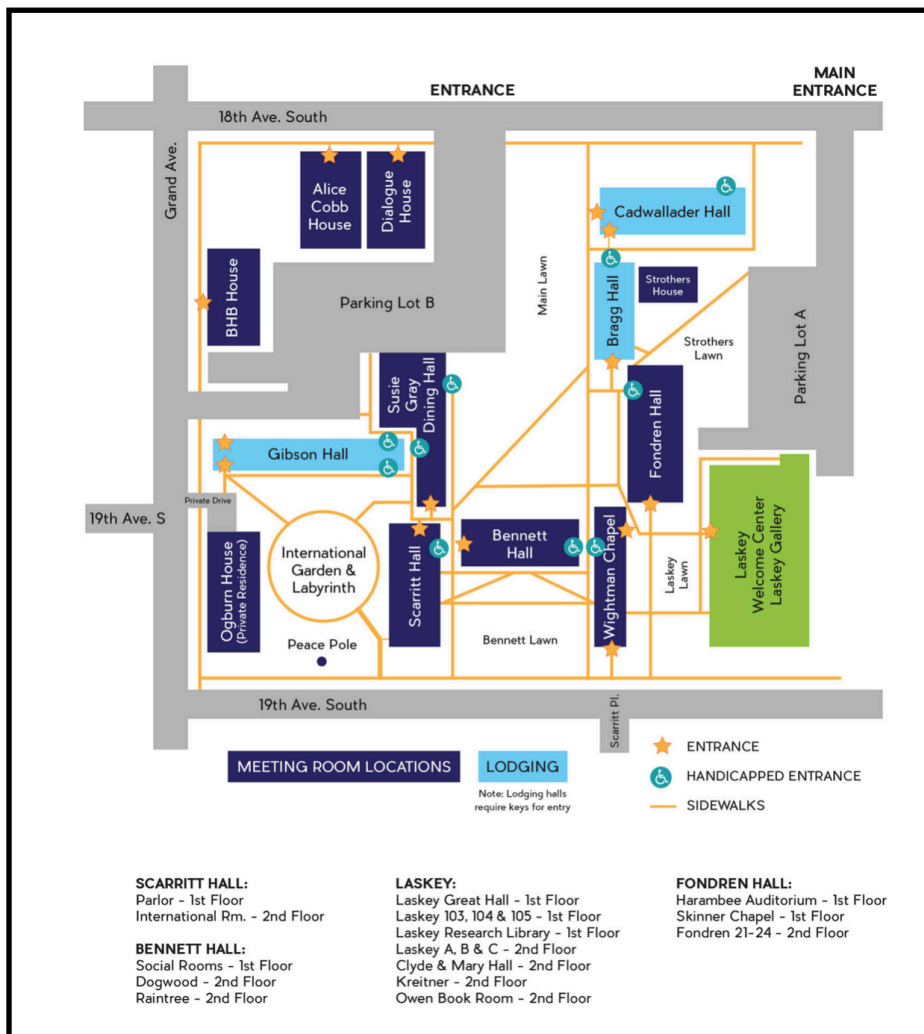 ENTRANCE
MAIN
ENTRANCE
18th Ave. South
Grand Ave.
Alice
Cobb
House
Dialogue
House
Cadwallader Hall
BHB House
Parking Lot B
Main Lawn
Bragg Hall
Strothers
House
Strothers
Lawn
Parking Lot A
Susie
Gray
Dining Hall
Fondren Hall
Gibson Hall
Private Drive
19th Ave. S
Ogburn House
(Private Residence)
International
Garden &
Labyrinth
Peace Pole
Scarritt Hall
Bennett
Hall
Bennett Lawn
Wightman Chapel
Laskey
Lawn
Laskey
Welcome Center
Laskey Gallery
19th Ave. South
Scarritt Pl.
MEETING ROOM LOCATIONS
LODGING
Note: Lodging halls
require keys for entry
ENTRANCE
HANDICAPPED ENTRANCE
SIDEWALKS
SCARRITT HALL:
Parlor - 1st Floor
International Rm. - 2nd Floor
BENNETT HALL:
Social Rooms - 1st Floor
Dogwood - 2nd Floor
Raintree - 2nd Floor
LASKEY:
Laskey Great Hall - 1st Floor
Laskey 103, 104 & 105 - 1st Floor
Laskey Research Library - 1st Floor
Laskey A, B & C - 2nd Floor
Clyde & Mary Hall - 2nd Floor
Kreitner - 2nd Floor
Owen Book Room - 2nd Floor
FONDREN HALL:
Harambee Auditorium - 1st Floor
Skinner Chapel - 1st Floor
Fondren 21-24 - 2nd Floor